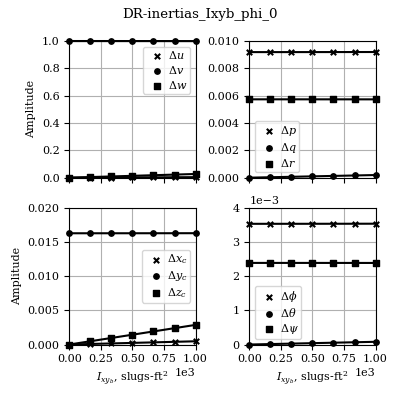 DR-inertias_Ixyb_phi_0
1.0
0.8
0.6
0.4
0.2
0.0
Amplitude
Δu
Δv
Δw
0.010
0.008
0.006
0.004
0.002
0.000
Δp
Δq
Δr
0.020
0.015
0.010
0.005
0.000
Amplitude
Δx_c
Δy_c
Δz_c
0.00 0.25 0.50 0.75 1.00
I_{xy_b}, slugs-ft²
1e3
1e−3
4
3
2
1
0
Δϕ
Δθ
Δψ
0.00 0.25 0.50 0.75 1.00
I_{xy_b}, slugs-ft²
1e3